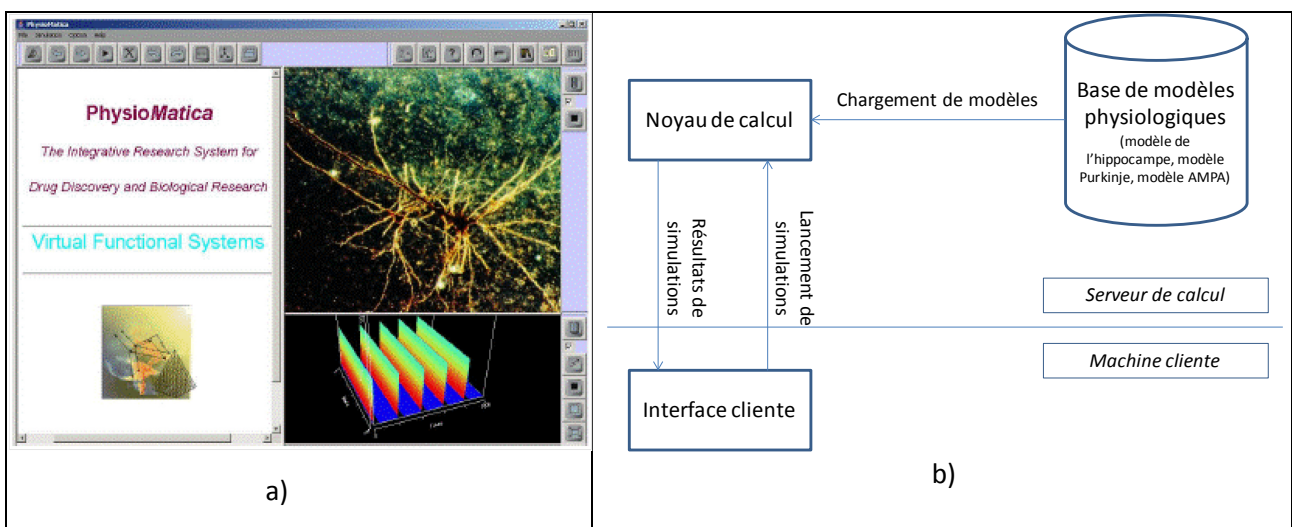 PhysioMatica
PhysioMatica
The Integrative Research System for
Drug Discovery and Biological Research
Virtual Functional Systems
a)
Noyau de calcul
Chargement de modèles
Base de modèles
physiologiques
(modèle de
l'hippocampe, modèle
Purkinje, modèle AMPA)
Résultats de
simulations
Lancement de
simulations
Serveur de calcul
Machine cliente
Interface cliente
b)